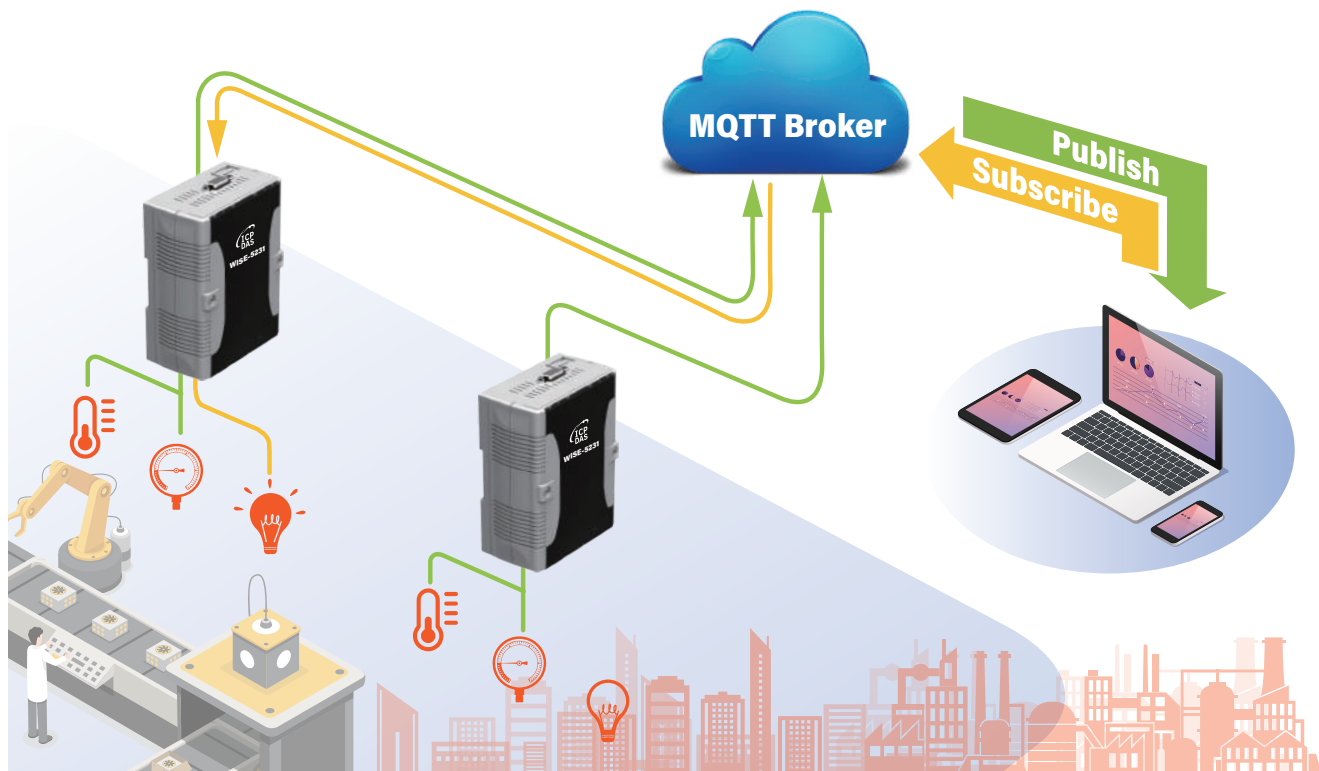 MQTT Broker
Publish
Subscribe
ICP
DAS
WISE-5231
ICP
DAS
WISE-5231